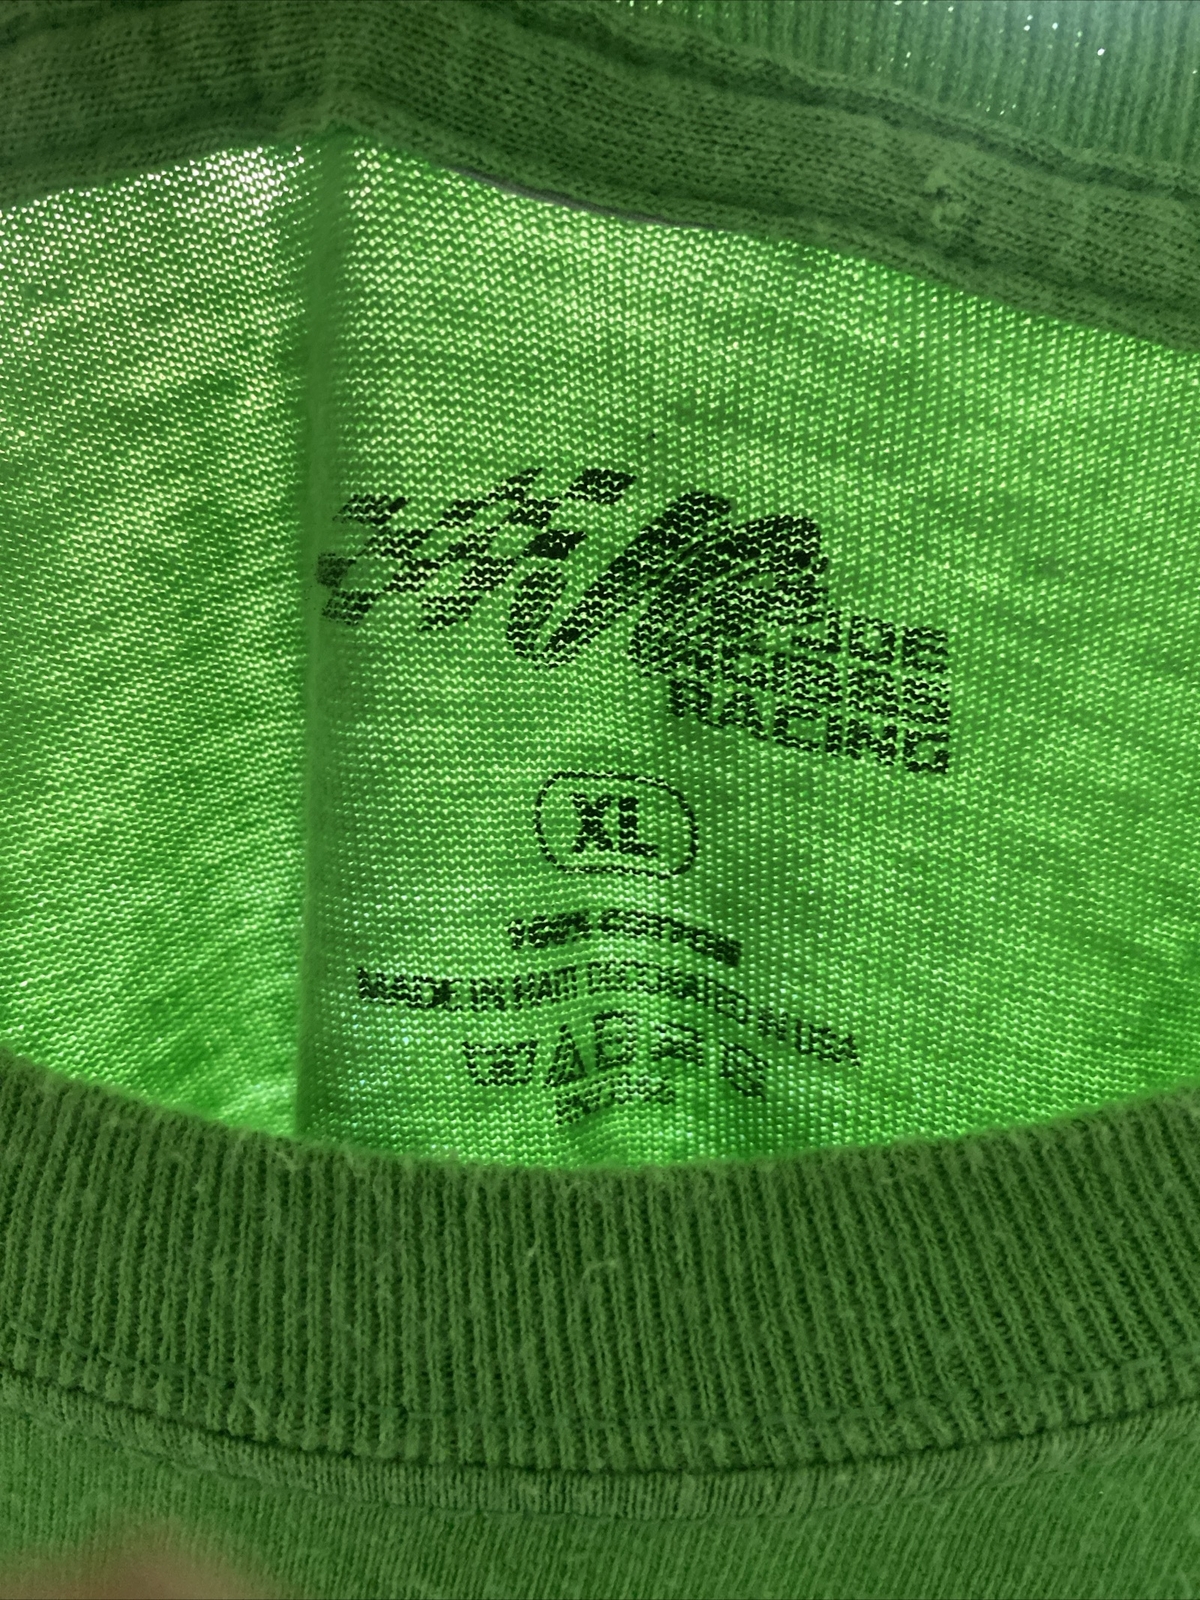 JOE
GIBBS
RACING
XL
100% COTTON
MADE IN HAITI DECORATED IN USA